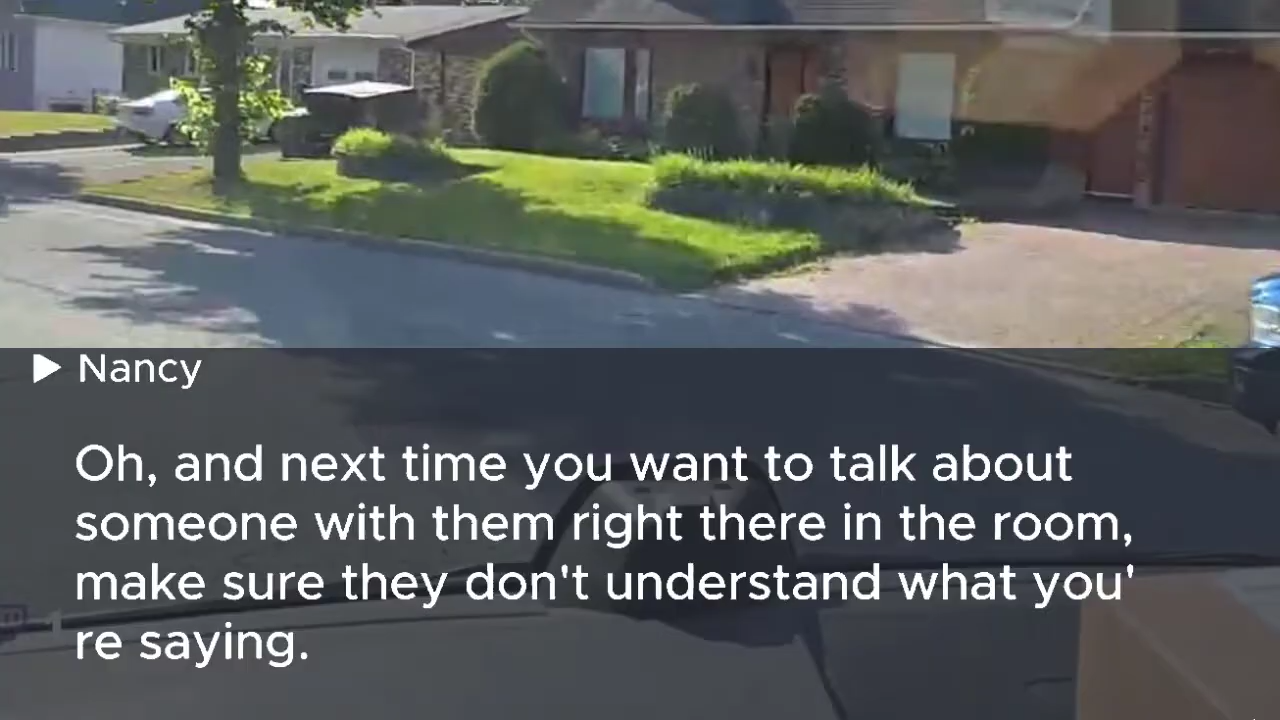 Nancy
Oh, and next time you want to talk about
someone with them right there in the room,
make sure they don't understand what you'
re saying.